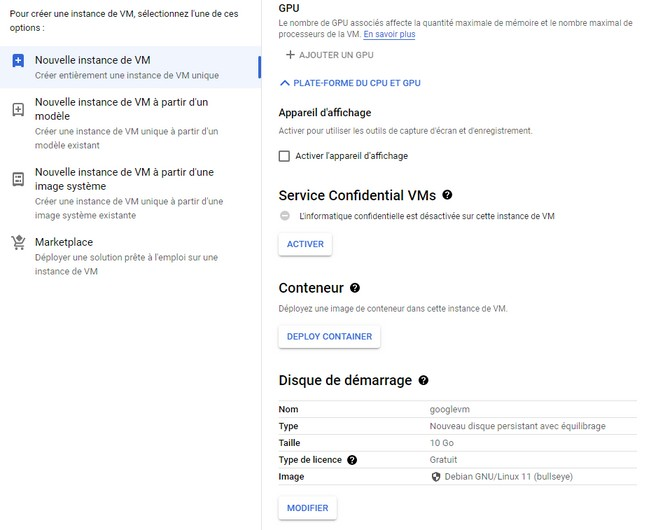 Pour créer une instance de VM, sélectionnez l'une de ces
options :
Nouvelle instance de VM
Créer entièrement une instance de VM unique
Nouvelle instance de VM à partir d'un
modèle
Créer une instance de VM unique à partir d'un
modèle existant
Nouvelle instance de VM à partir d'une
image système
Créer une instance de VM unique à partir d'une
image système existante
Marketplace
Déployer une solution prête à l'emploi sur une
instance de VM
GPU
Le nombre de GPU associés affecte la quantité maximale de mémoire et le nombre maximal de
processeurs de la VM. En savoir plus
+ AJOUTER UN GPU
PLATE-FORME DU CPU ET GPU
Appareil d'affichage
Activer pour utiliser les outils de capture d'écran et d'enregistrement.
Activer l'appareil d'affichage
Service Confidential VMs ?
L'informatique confidentielle est désactivée sur cette instance de VM
ACTIVER
Conteneur ?
Déployez une image de conteneur dans cette instance de VM.
DEPLOY CONTAINER
Disque de démarrage ?
Nom googlevm
Type Nouveau disque persistant avec équilibrage
Taille 10 Go
Type de licence ? Gratuit
Image Debian GNU/Linux 11 (bullseye)
MODIFIER